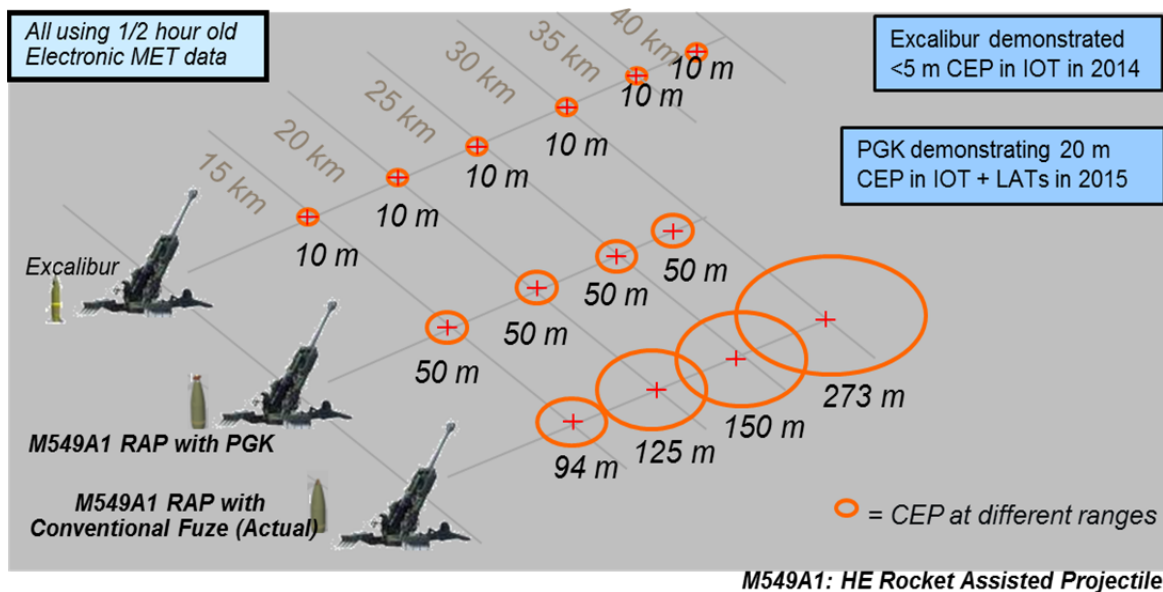 All using 1/2 hour old
Electronic MET data
Excalibur demonstrated
<5 m CEP in IOT in 2014
PGK demonstrating 20 m
CEP in IOT + LATs in 2015
40 km
35 km
30 km
25 km
20 km
15 km
10 m
10 m
10 m
10 m
10 m
10 m
Excalibur
50 m
50 m
50 m
50 m
M549A1 RAP with PGK
273 m
150 m
125 m
94 m
M549A1 RAP with
Conventional Fuze (Actual)
= CEP at different ranges
M549A1: HE Rocket Assisted Projectile